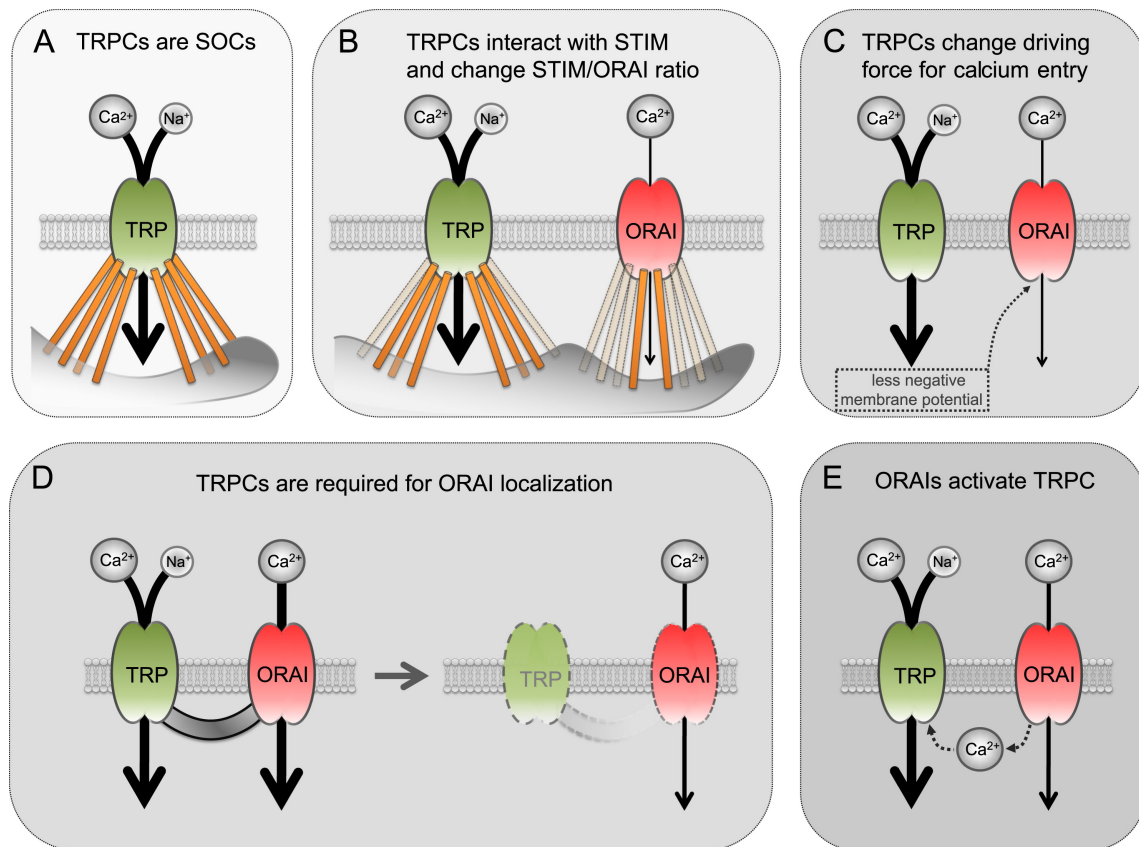 A
TRPCs are SOCs
Ca²⁺
Na⁺
TRP
B
TRPCs interact with STIM
and change STIM/ORAI ratio
Ca²⁺
Na⁺
Ca²⁺
TRP
ORAI
C
TRPCs change driving
force for calcium entry
Ca²⁺
Na⁺
Ca²⁺
TRP
ORAI
less negative
membrane potential
D
TRPCs are required for ORAI localization
Ca²⁺
Na⁺
Ca²⁺
Ca²⁺
TRP
ORAI
TRP
ORAI
E
ORAIs activate TRPC
Ca²⁺
Na⁺
Ca²⁺
TRP
ORAI
Ca²⁺